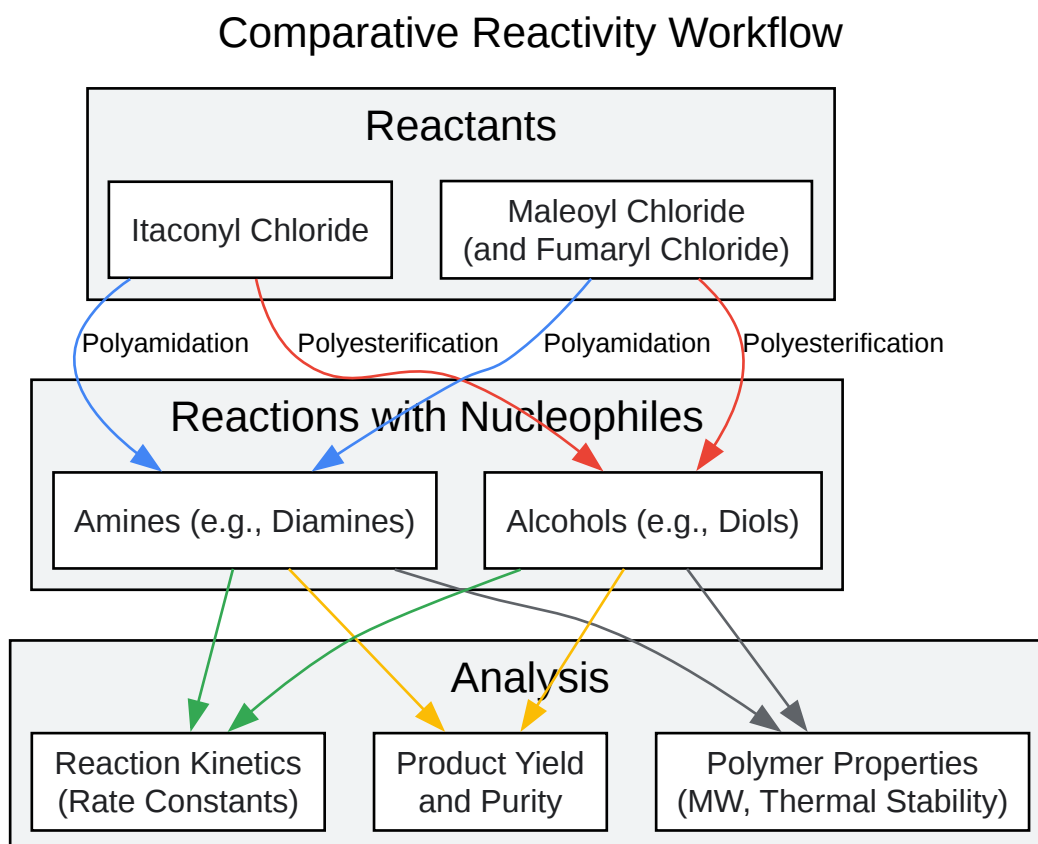 Comparative Reactivity Workflow
Reactants
Itaconyl Chloride
Maleoyl Chloride
(and Fumaryl Chloride)
Polyamidation
Polyesterification
Polyamidation
Polyesterification
Reactions with Nucleophiles
Amines (e.g., Diamines)
Alcohols (e.g., Diols)
Analysis
Reaction Kinetics
(Rate Constants)
Product Yield
and Purity
Polymer Properties
(MW, Thermal Stability)